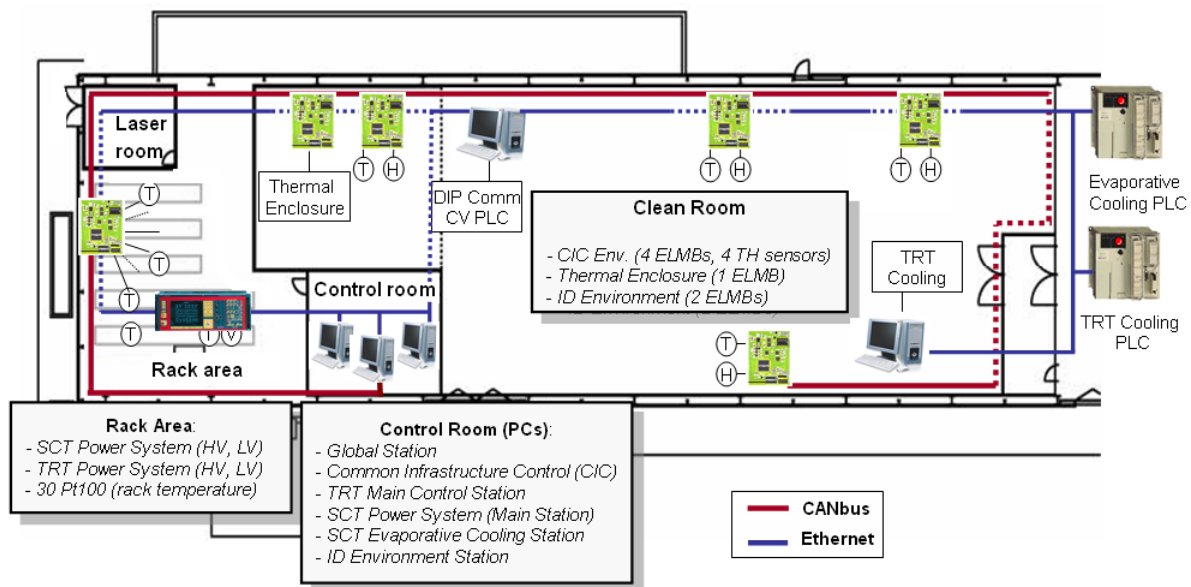 Laser
room
T
H
T
H
T
H
Thermal
Enclosure
DIP Comm
CV PLC
Evaporative
Cooling PLC
Clean Room
- CIC Env. (4 ELMBs, 4 TH sensors)
- Thermal Enclosure (1 ELMB)
- ID Environment (2 ELMBs)
T
T
T
TRT
Cooling
Control room
TRT Cooling
PLC
T
I
V
T
H
Rack area
Rack Area:
- SCT Power System (HV, LV)
- TRT Power System (HV, LV)
- 30 Pt100 (rack temperature)
Control Room (PCs):
- Global Station
- Common Infrastructure Control (CIC)
- TRT Main Control Station
- SCT Power System (Main Station)
- SCT Evaporative Cooling Station
- ID Environment Station
CANbus
Ethernet